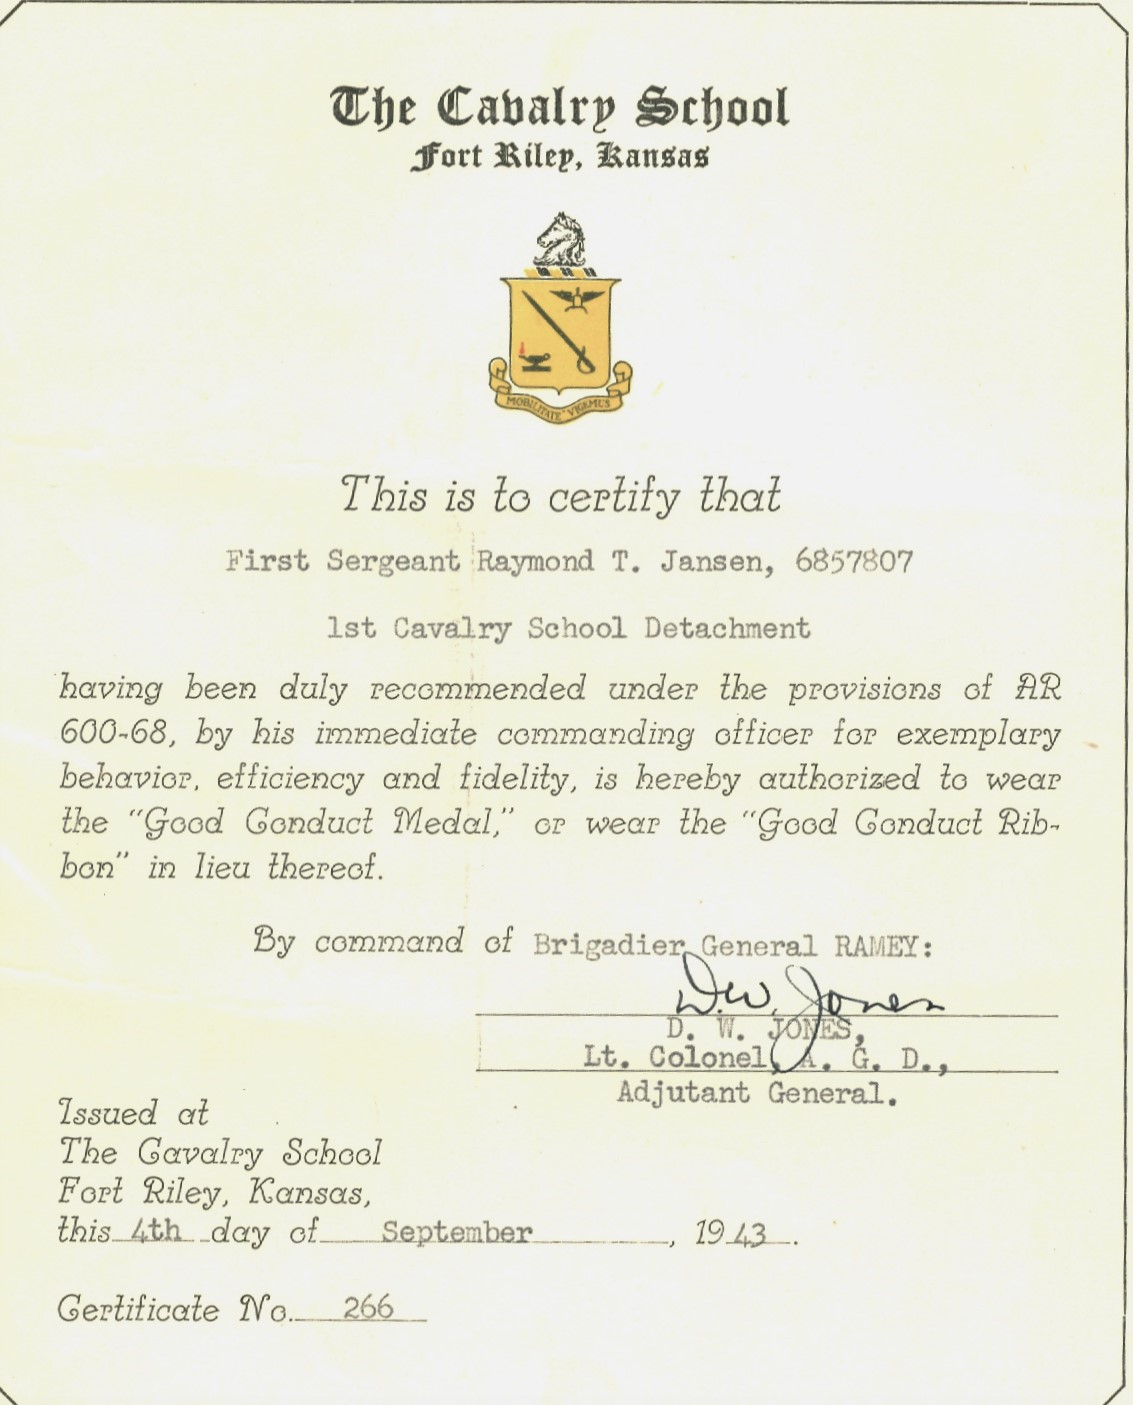 The Cavalry School
Fort Riley, Kansas
MOBILITATE VIGEMUS
This is to certify that
First Sergeant Raymond T. Jansen, 6857807
1st Cavalry School Detachment
having been duly recommended under the provisions of AR
600-68, by his immediate commanding officer for exemplary
behavior, efficiency and fidelity, is hereby authorized to wear
the "Good Conduct Medal," or wear the "Good Conduct Rib-
bon" in lieu thereof.
By command of Brigadier General RAMEY:
D. W. Jones
D. W. JONES,
Lt. Colonel, A. G. D.,
Adjutant General.
Issued at
The Cavalry School
Fort Riley, Kansas,
this 4th day of September, 1943.
Certificate No. 266